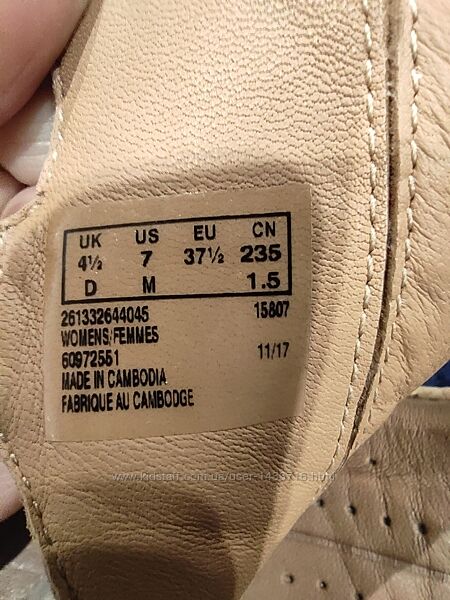 UK US EU CN
4½ 7 37½ 235
D M 1.5
261332644045 15807
WOMENS/FEMMES
60972551 11/17
MADE IN CAMBODIA
FABRIQUE AU CAMBODGE